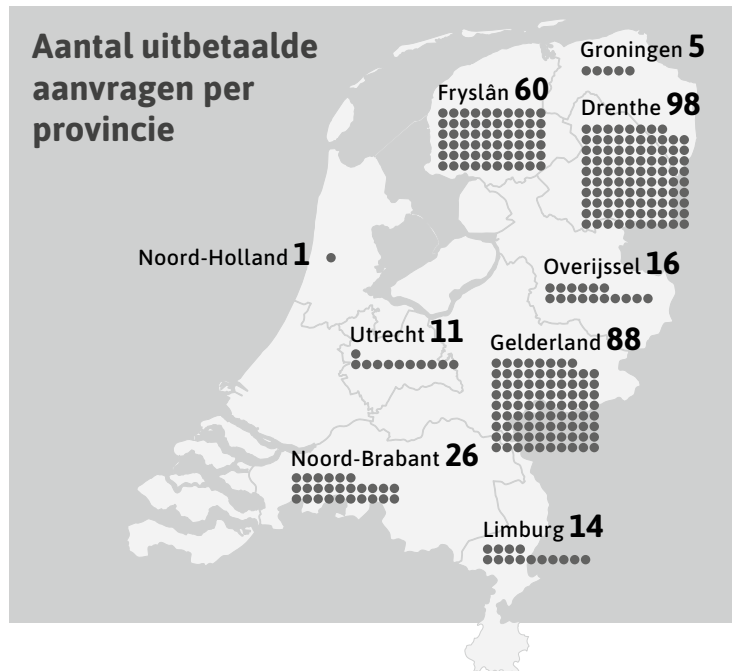 Aantal uitbetaalde
aanvragen per
provincie
Groningen 5
Fryslân 60
Drenthe 98
Noord-Holland 1
Overijssel 16
Utrecht 11
Gelderland 88
Noord-Brabant 26
Limburg 14